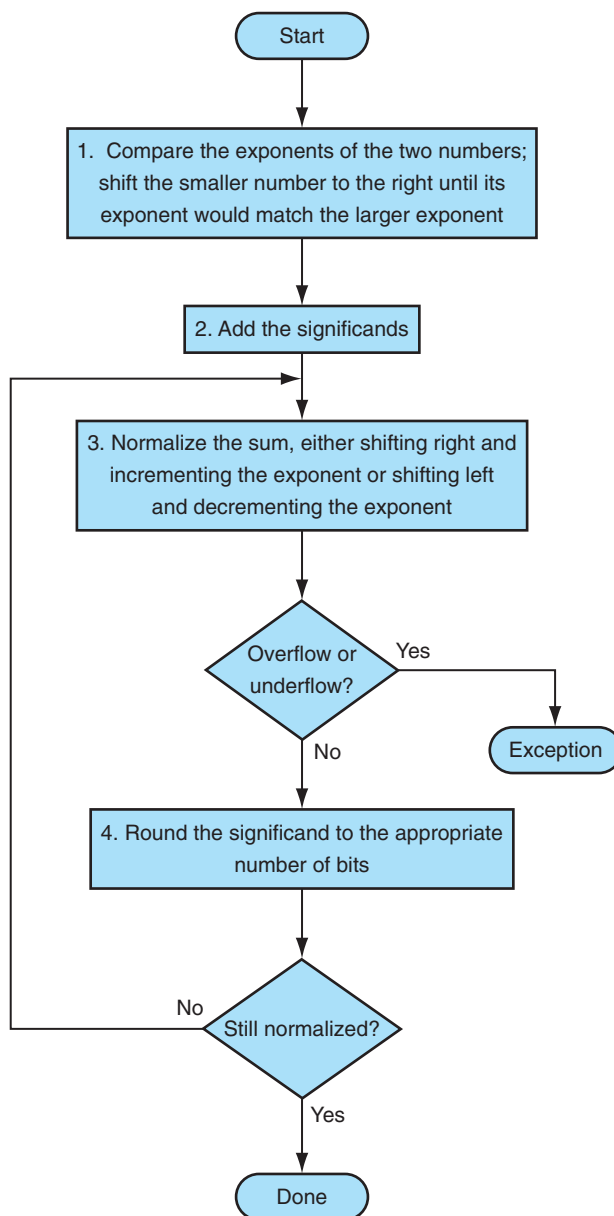 Start
1. Compare the exponents of the two numbers;
shift the smaller number to the right until its
exponent would match the larger exponent
2. Add the significands
3. Normalize the sum, either shifting right and
incrementing the exponent or shifting left
and decrementing the exponent
Overflow or
underflow?
Yes
Exception
No
4. Round the significand to the appropriate
number of bits
No
Still normalized?
Yes
Done